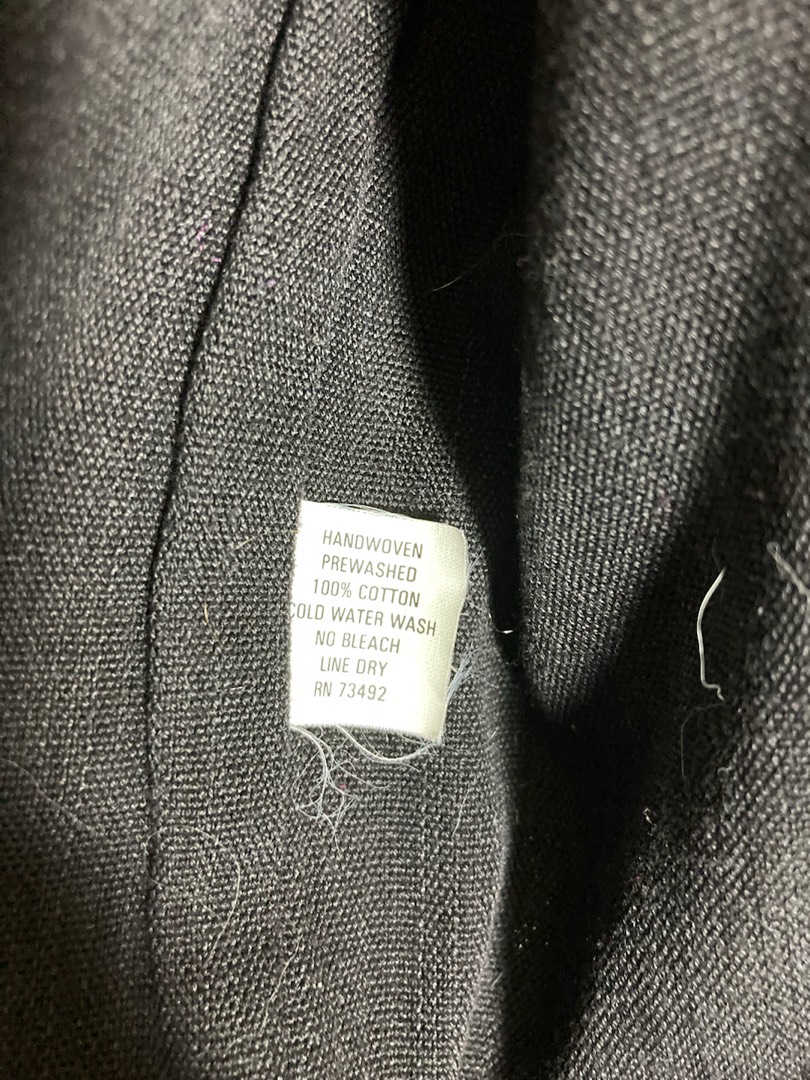 HANDWOVEN
PREWASHED
100% COTTON
COLD WATER WASH
NO BLEACH
LINE DRY
RN 73492